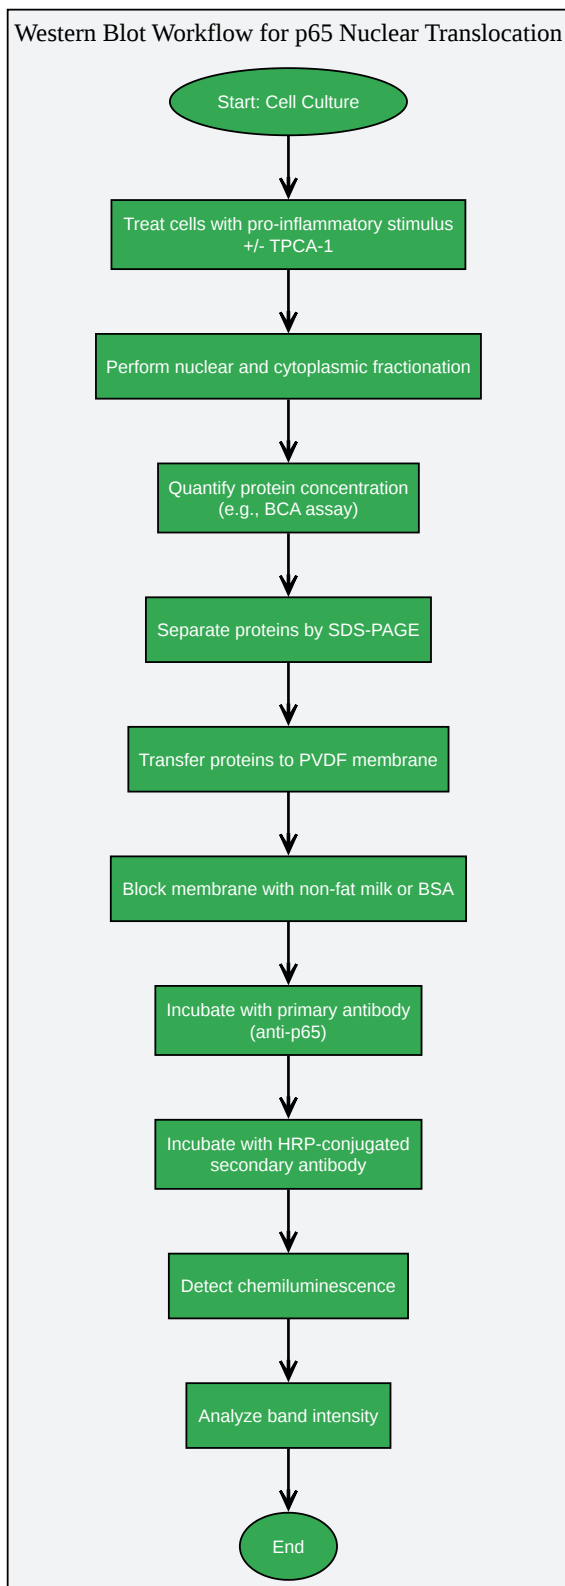 Western Blot Workflow for p65 Nuclear Translocation
Start: Cell Culture
Treat cells with pro-inflammatory stimulus
+/- TPCA-1
Perform nuclear and cytoplasmic fractionation
Quantify protein concentration
(e.g., BCA assay)
Separate proteins by SDS-PAGE
Transfer proteins to PVDF membrane
Block membrane with non-fat milk or BSA
Incubate with primary antibody
(anti-p65)
Incubate with HRP-conjugated
secondary antibody
Detect chemiluminescence
Analyze band intensity
End